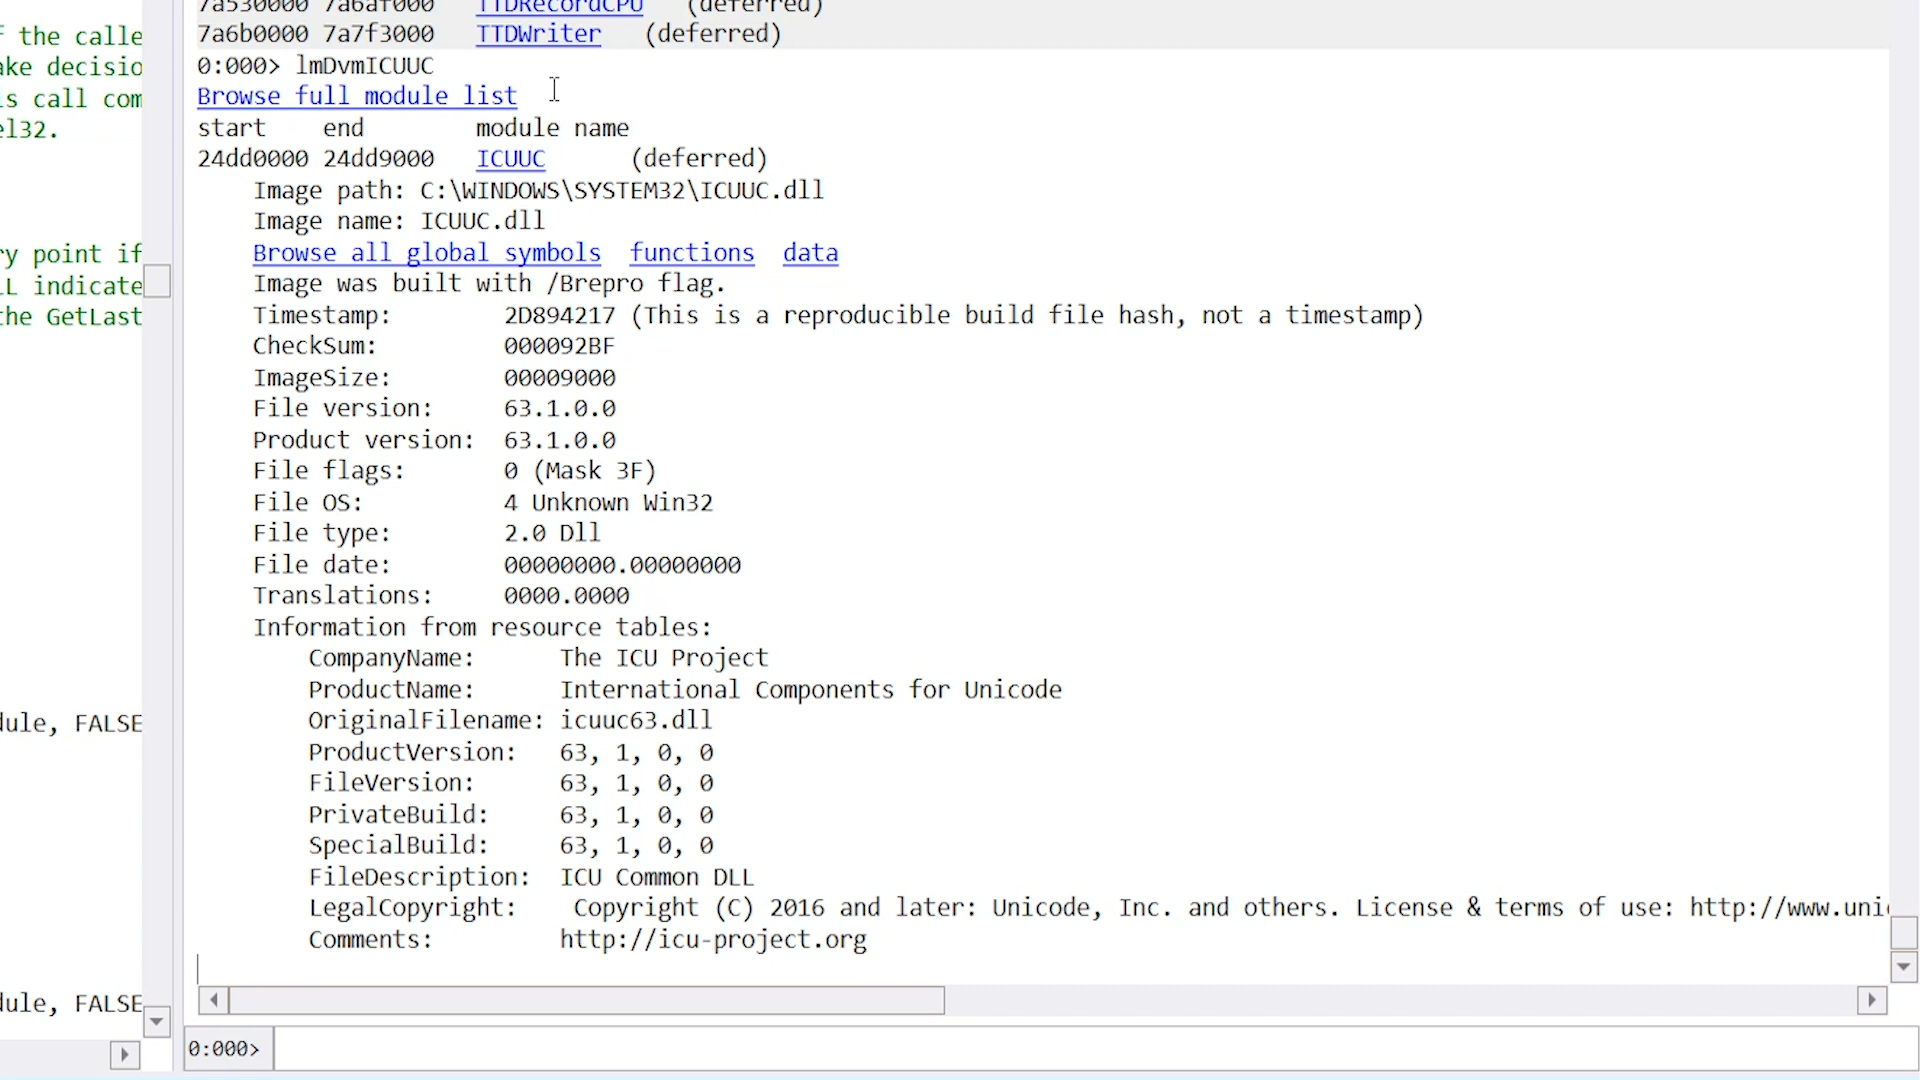 7a530000 7a6af000   TTDRecordCPU   (deferred)
7a6b0000 7a7f3000   TTDWriter   (deferred)
0:000> lmDvmICUUC
Browse full module list
start    end        module name
24dd0000 24dd9000   ICUUC      (deferred)
Image path: C:\WINDOWS\SYSTEM32\ICUUC.dll
Image name: ICUUC.dll
Browse all global symbols  functions  data
Image was built with /Brepro flag.
Timestamp:        2D894217 (This is a reproducible build file hash, not a timestamp)
CheckSum:         000092BF
ImageSize:        00009000
File version:     63.1.0.0
Product version:  63.1.0.0
File flags:       0 (Mask 3F)
File OS:          4 Unknown Win32
File type:        2.0 Dll
File date:        00000000.00000000
Translations:     0000.0000
Information from resource tables:
CompanyName:      The ICU Project
ProductName:      International Components for Unicode
OriginalFilename: icuuc63.dll
ProductVersion:   63, 1, 0, 0
FileVersion:      63, 1, 0, 0
PrivateBuild:     63, 1, 0, 0
SpecialBuild:     63, 1, 0, 0
FileDescription:  ICU Common DLL
LegalCopyright:    Copyright (C) 2016 and later: Unicode, Inc. and others. License & terms of use: http://www.uni
Comments:         http://icu-project.org
0:000>
the calle
ake decisio
s call com
el32.
ry point if
LL indicate
the GetLast
dule, FALSE
dule, FALSE